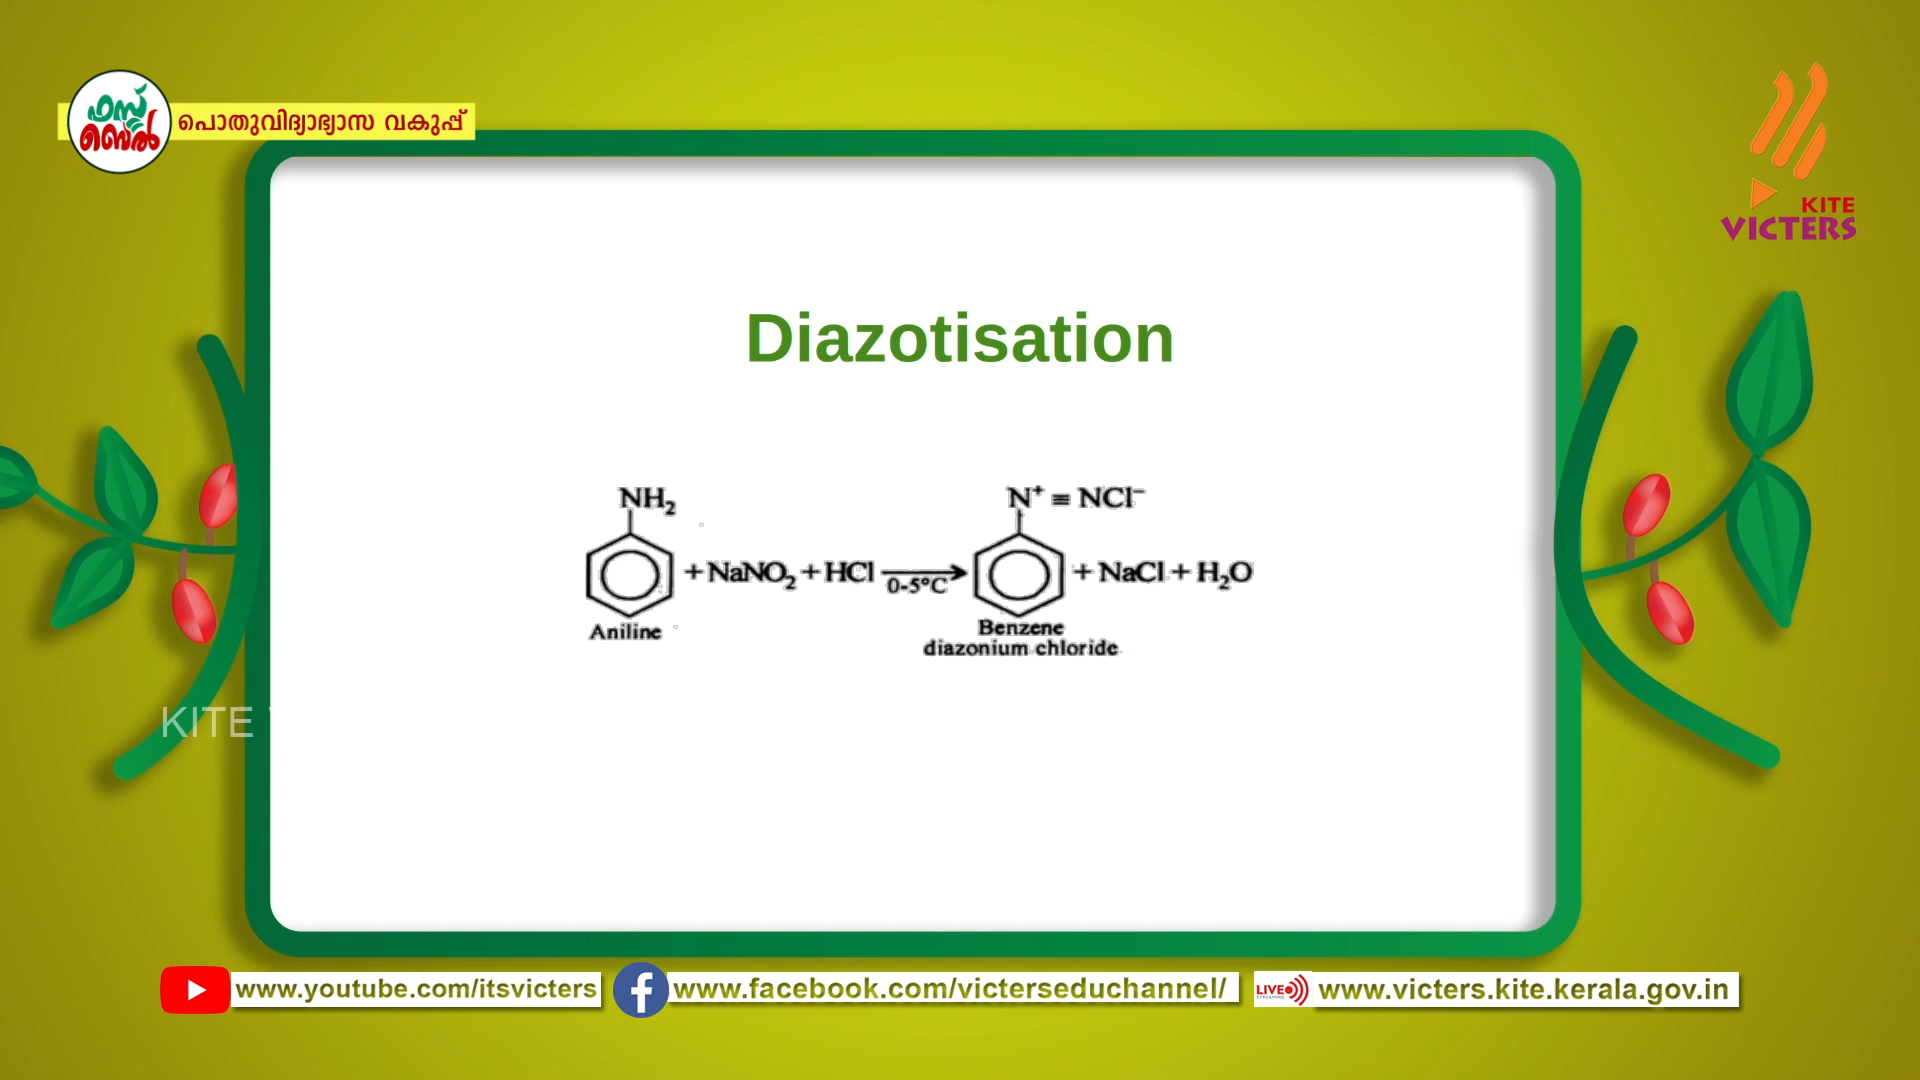 ഫസ്റ്റ്
ബെൽ
പൊതുവിദ്യാഭ്യാസ വകുപ്പ്
KITE
VICTERS
Diazotisation
NH₂
N⁺ ≡ NCl⁻
+ NaNO₂ + HCl
0-5°C
+ NaCl + H₂O
Aniline
Benzene
diazonium chloride
KITE
www.youtube.com/itsvicters
www.facebook.com/victerseduchannel/
LIVE
STREAMING
www.victers.kite.kerala.gov.in